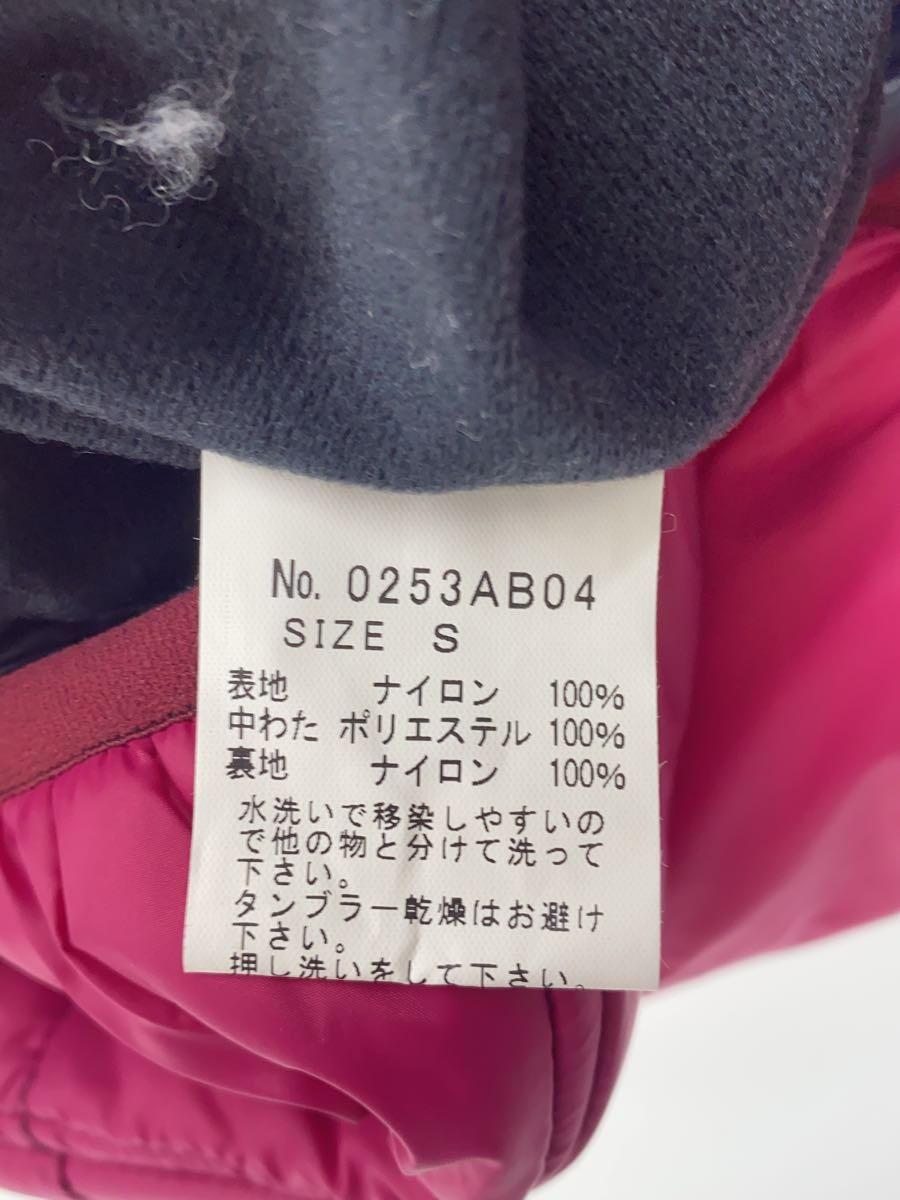 No. 0253AB04
SIZE S
表地 ナイロン 100%
中わた ポリエステル 100%
裏地 ナイロン 100%
水洗いで移染しやすいの
で他の物と分けて洗って
下さい。
タンブラー乾燥はお避け
下さい。
押し洗いをして下さい。